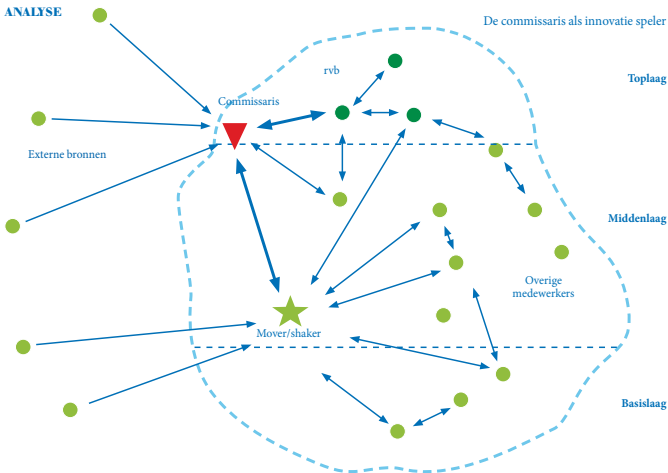 ANALYSE
De commissaris als innovatie speler
rvb
Toplaag
Commissaris
Externe bronnen
Middenlaag
Overige
medewerkers
Mover/shaker
Basislaag